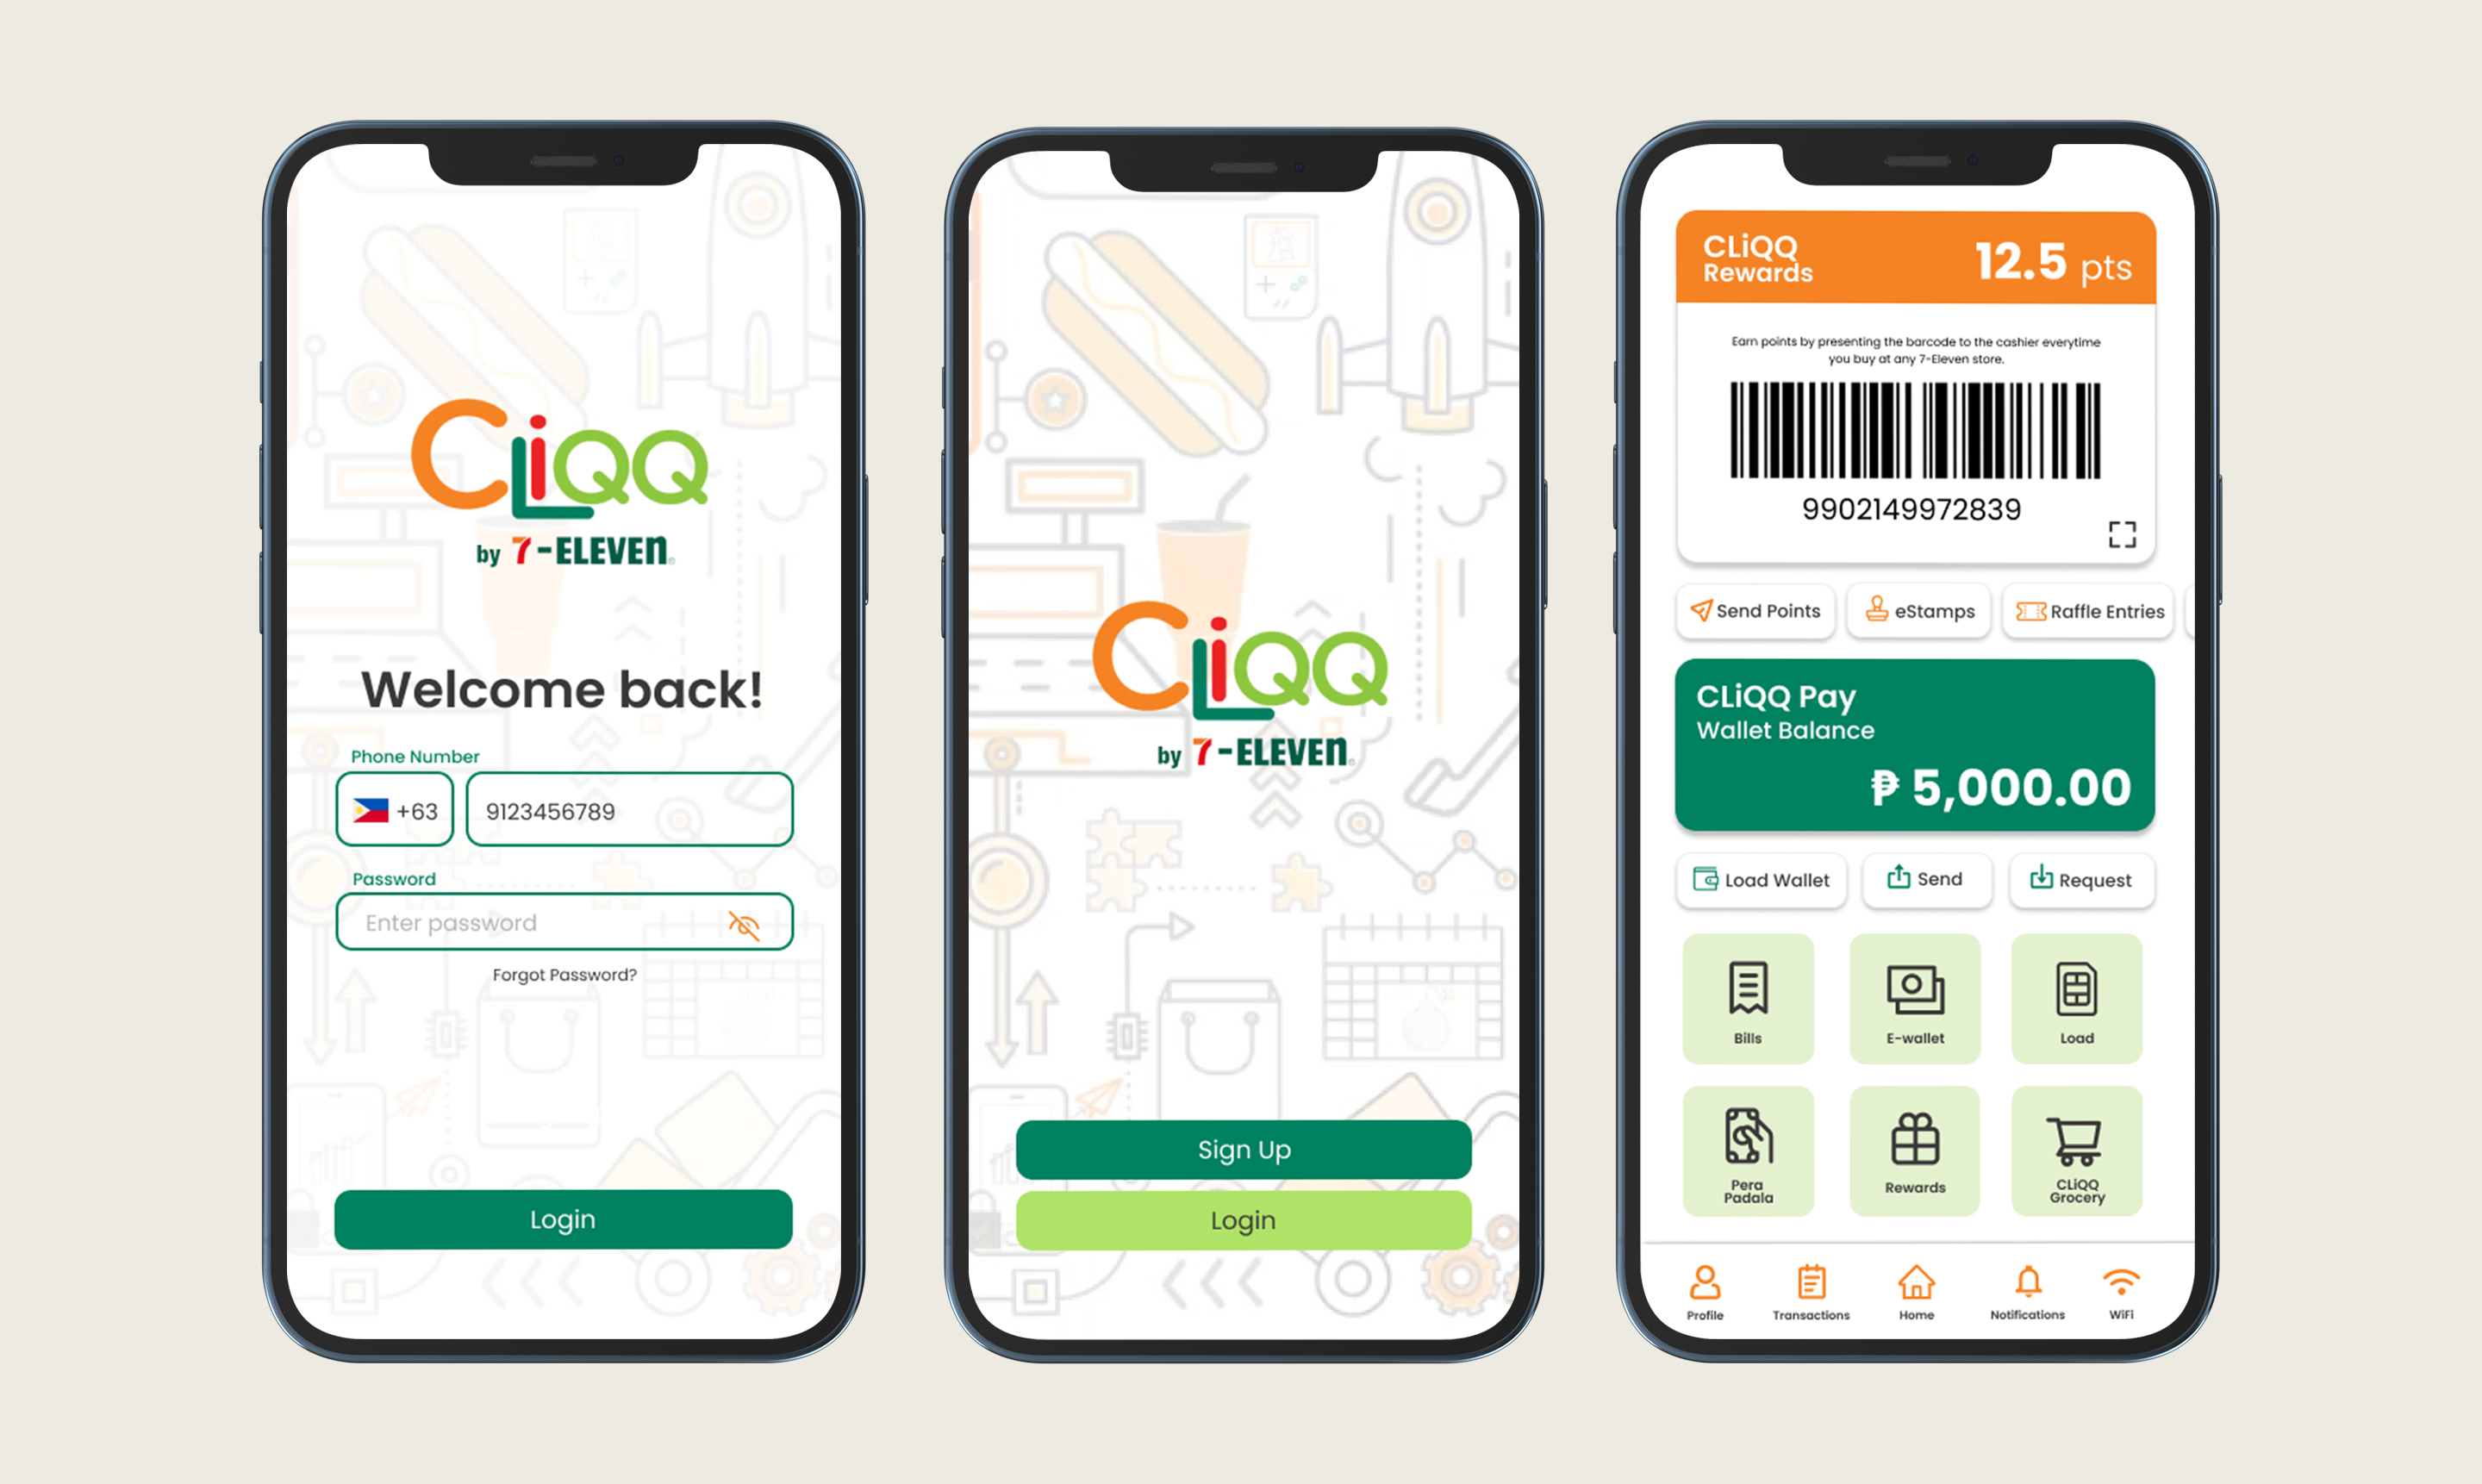 CLiQQ
by 7-ELEVEn®
Welcome back!
Phone Number
+63
9123456789
Password
Enter password
Forgot Password?
Login
CLiQQ
by 7-ELEVEn®
Sign Up
Login
CLiQQ
Rewards
12.5 pts
Earn points by presenting the barcode to the cashier everytime
you buy at any 7-Eleven store.
9902149972839
Send Points
eStamps
Raffle Entries
CLiQQ Pay
Wallet Balance
₱ 5,000.00
Load Wallet
Send
Request
Bills
E-wallet
Load
Pera
Padala
Rewards
CLiQQ
Grocery
Profile
Transactions
Home
Notifications
WiFi